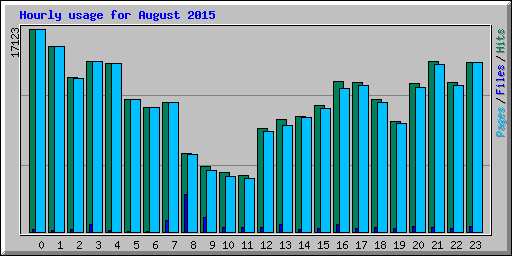 Hourly usage for August 2015
17123
Pages/Files/Hits
0 1 2 3 4 5 6 7 8 9 10 11 12 13 14 15 16 17 18 19 20 21 22 23